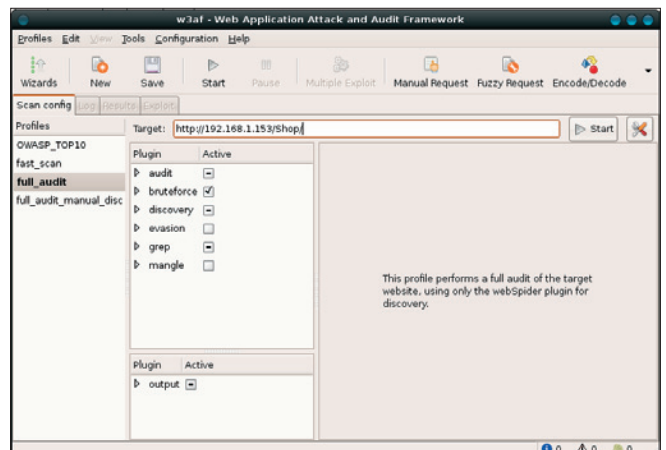 w3af - Web Application Attack and Audit Framework
Profiles Edit View Tools Configuration Help
Wizards New Save Start Pause Multiple Exploit Manual Request Fuzzy Request Encode/Decode
Scan config Log Results Exploit
Profiles
OWASP_TOP10
fast_scan
full_audit
full_audit_manual_disc
Target: http://192.168.1.153/Shop/ Start
Plugin Active
audit
bruteforce
discovery
evasion
grep
mangle
This profile performs a full audit of the target
website, using only the webSpider plugin for
discovery.
Plugin Active
output
0 0 0